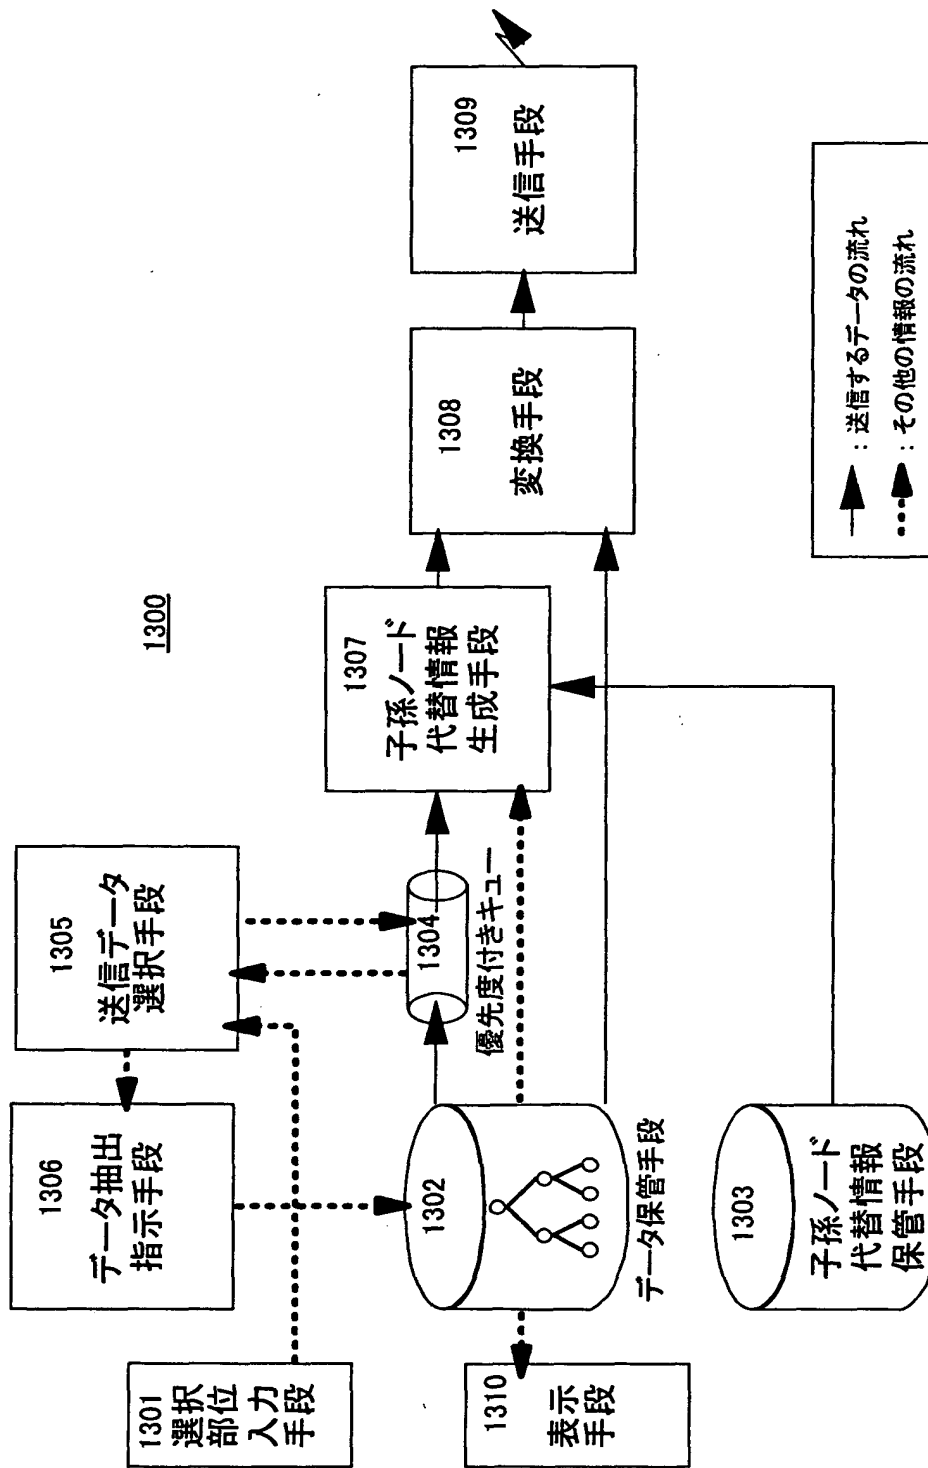 1300
1301
選択
部位
入力
手段
1306
データ抽出
指示手段
1305
送信データ
選択手段
1302
データ保管手段
1304
優先度付きキュー
1307
子孫ノード
代替情報
生成手段
1308
変換手段
1309
送信手段
1310
表示
手段
1303
子孫ノード
代替情報
保管手段
：送信するデータの流れ
：その他の情報の流れ